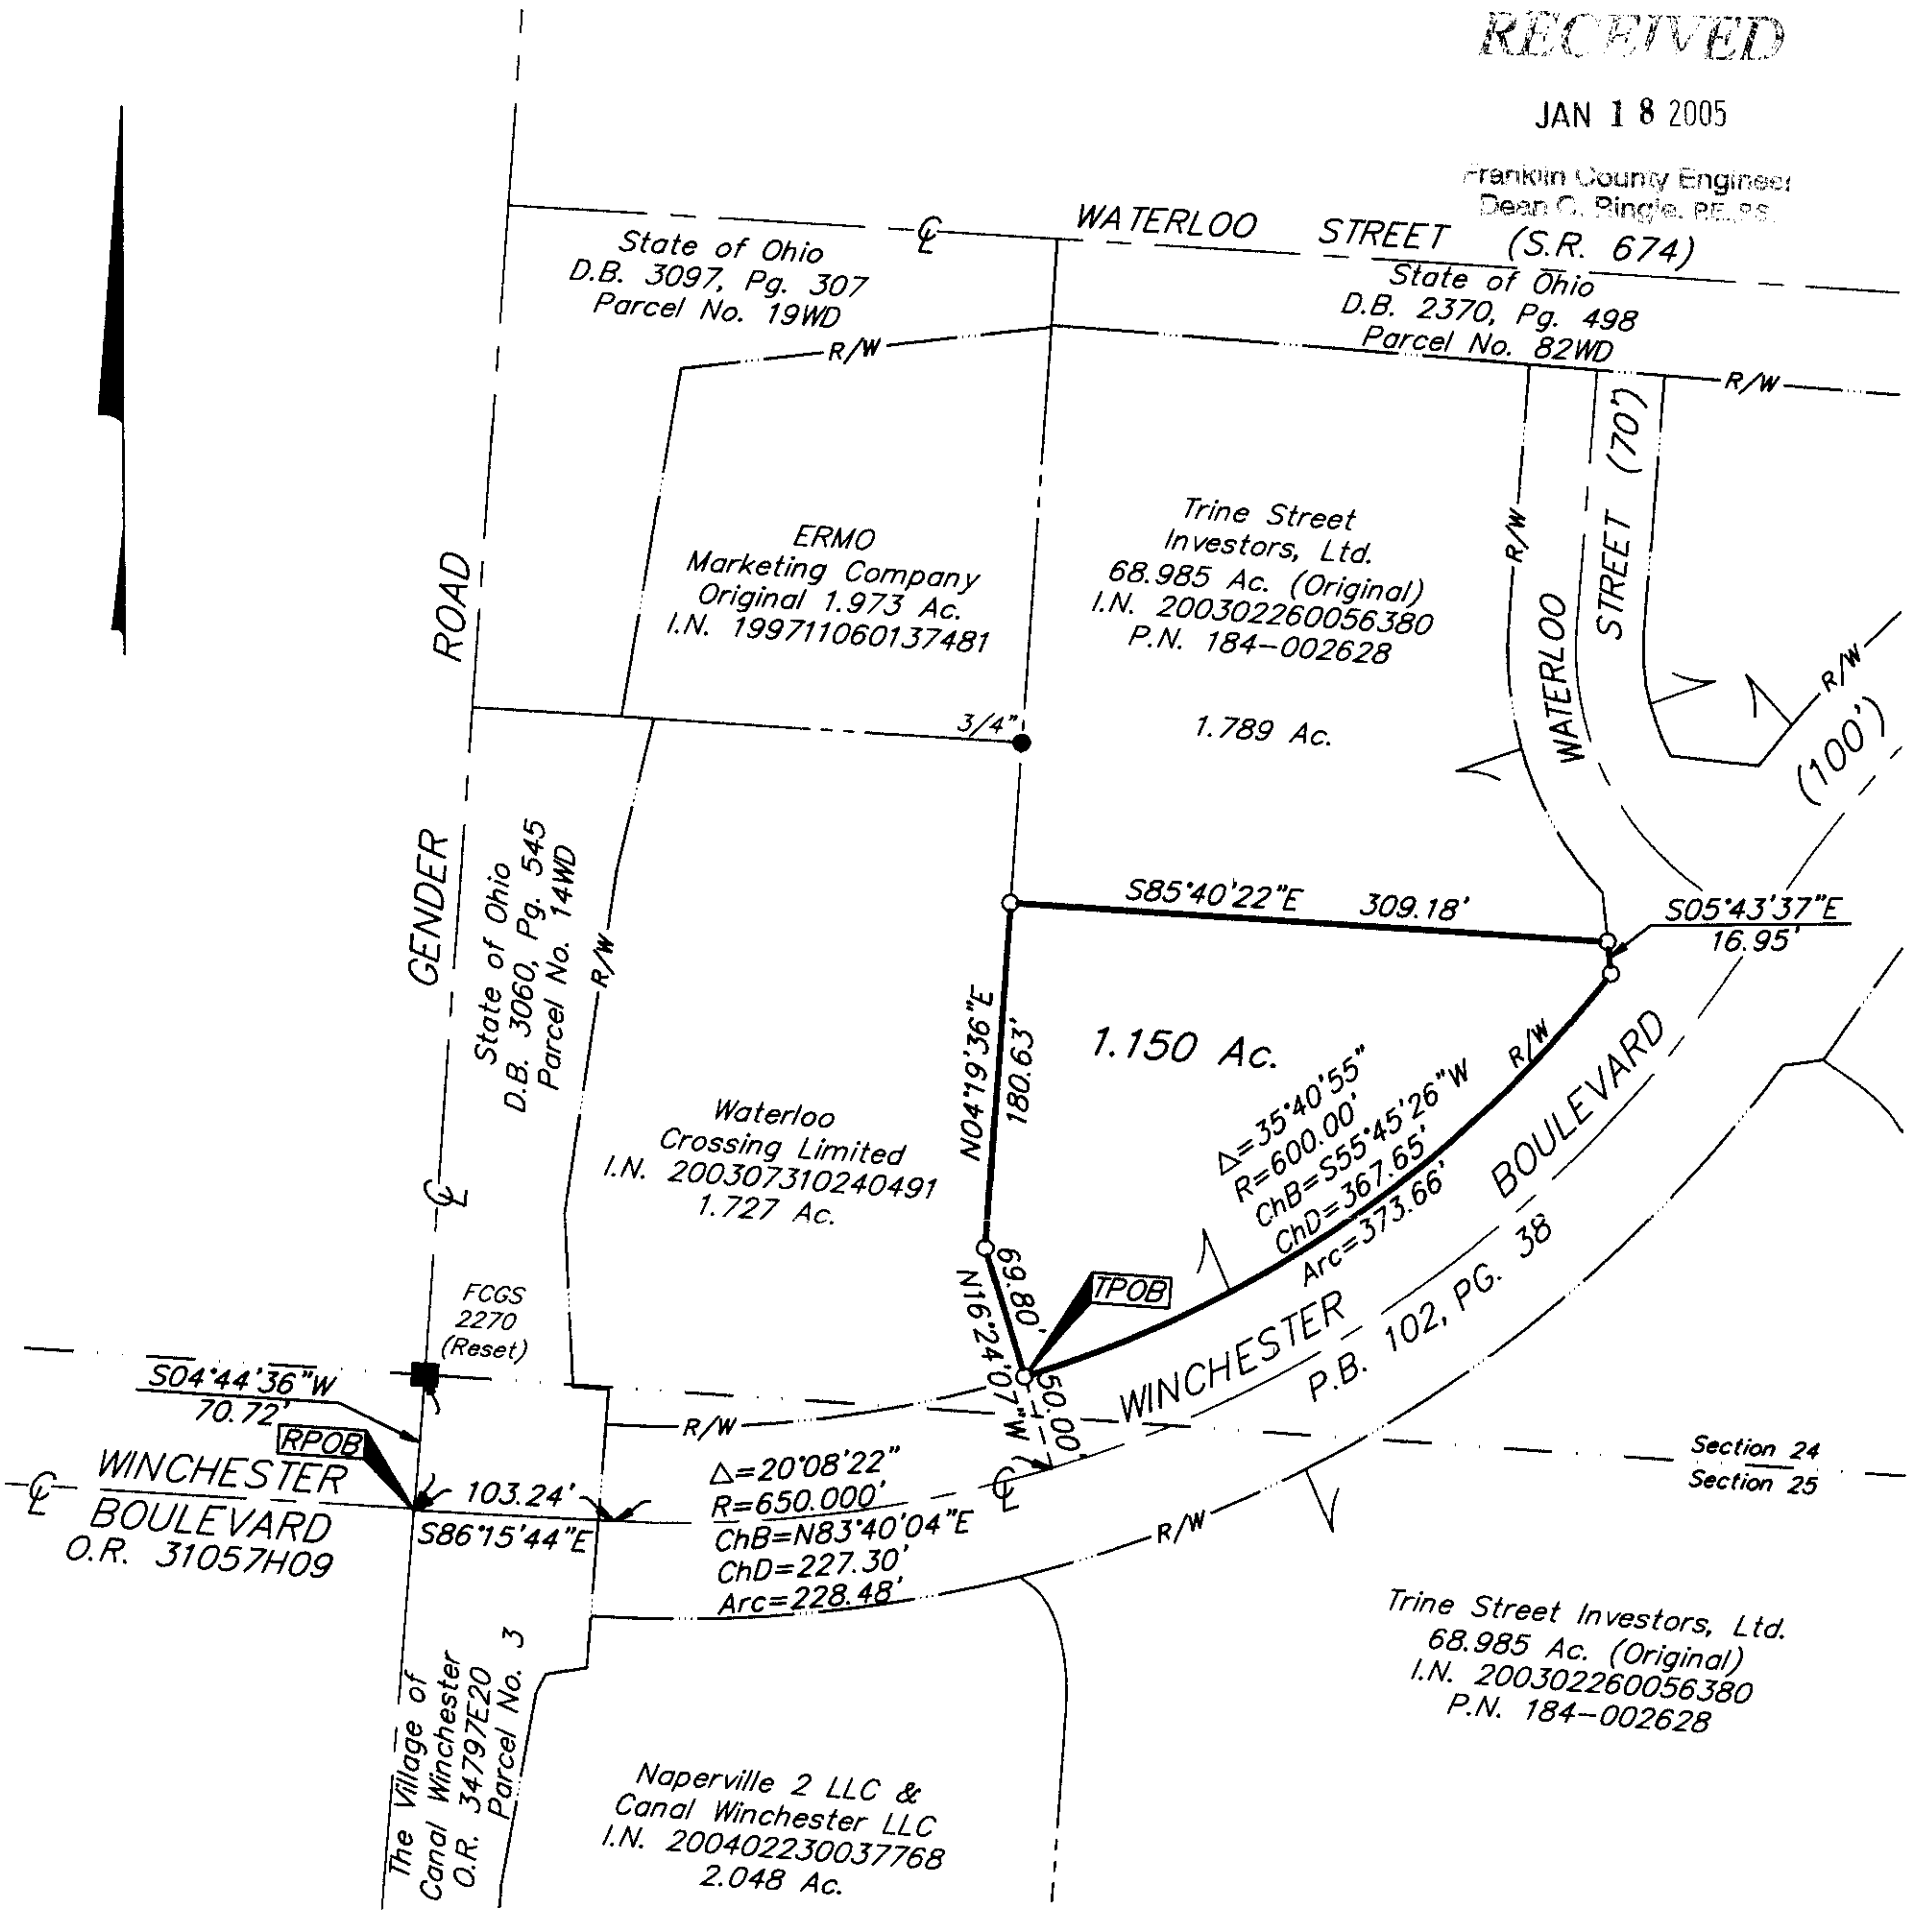 RECEIVED
JAN 18 2005
Franklin County Engineer
Dean C. Ringle, P.E., P.S.
WATERLOO STREET (S.R. 674)
State of Ohio
D.B. 3097, Pg. 307
Parcel No. 19WD
State of Ohio
D.B. 2370, Pg. 498
Parcel No. 82WD
R/W
R/W
ERMO
Marketing Company
Original 1.973 Ac.
I.N. 199711060137481
Trine Street
Investors, Ltd.
68.985 Ac. (Original)
I.N. 200302260056380
P.N. 184-002628
1.789 Ac.
3/4"
R/W
WATERLOO
STREET (70')
R/W
(100')
GENDER ROAD
State of Ohio
D.B. 3060, Pg. 545
Parcel No. 14WD
R/W
S85°40'22"E 309.18'
S05°43'37"E
16.95'
N04°19'36"E
180.63'
1.150 Ac.
Δ=35°40'55"
R=600.00'
ChB=S55°45'26"W
ChD=367.65'
Arc=373.66'
R/W
Waterloo
Crossing Limited
I.N. 200307310240491
1.727 Ac.
69.80'
N16°24'07"W
50.00'
TPOB
WINCHESTER BOULEVARD
P.B. 102, PG. 38
FCGS
2270
(Reset)
S04°44'36"W
70.72'
RPOB
WINCHESTER
BOULEVARD
O.R. 31057H09
103.24'
S86°15'44"E
R/W
Δ=20°08'22"
R=650.000'
ChB=N83°40'04"E
ChD=227.30'
Arc=228.48'
R/W
Section 24
Section 25
Trine Street Investors, Ltd.
68.985 Ac. (Original)
I.N. 200302260056380
P.N. 184-002628
The Village of
Canal Winchester
O.R. 34797E20
Parcel No. 3
Naperville 2 LLC &
Canal Winchester LLC
I.N. 200402230037768
2.048 Ac.